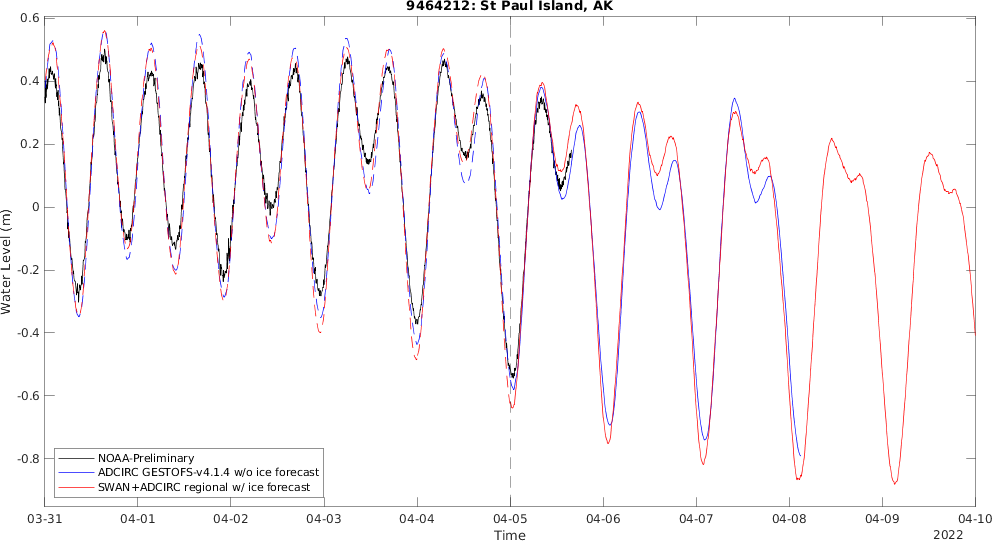 9464212: St Paul Island, AK
0.6
0.4
0.2
0
-0.2
-0.4
-0.6
-0.8
Water Level (m)
NOAA-Preliminary
ADCIRC GESTOFS-v4.1.4 w/o ice forecast
SWAN+ADCIRC regional w/ ice forecast
03-31 04-01 04-02 04-03 04-04 04-05 04-06 04-07 04-08 04-09 04-10
Time
2022